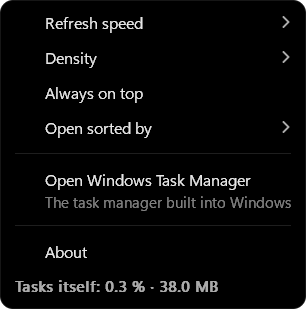 Refresh speed
Density
Always on top
Open sorted by
Open Windows Task Manager
The task manager built into Windows
About
Tasks itself: 0.3 % · 38.0 MB